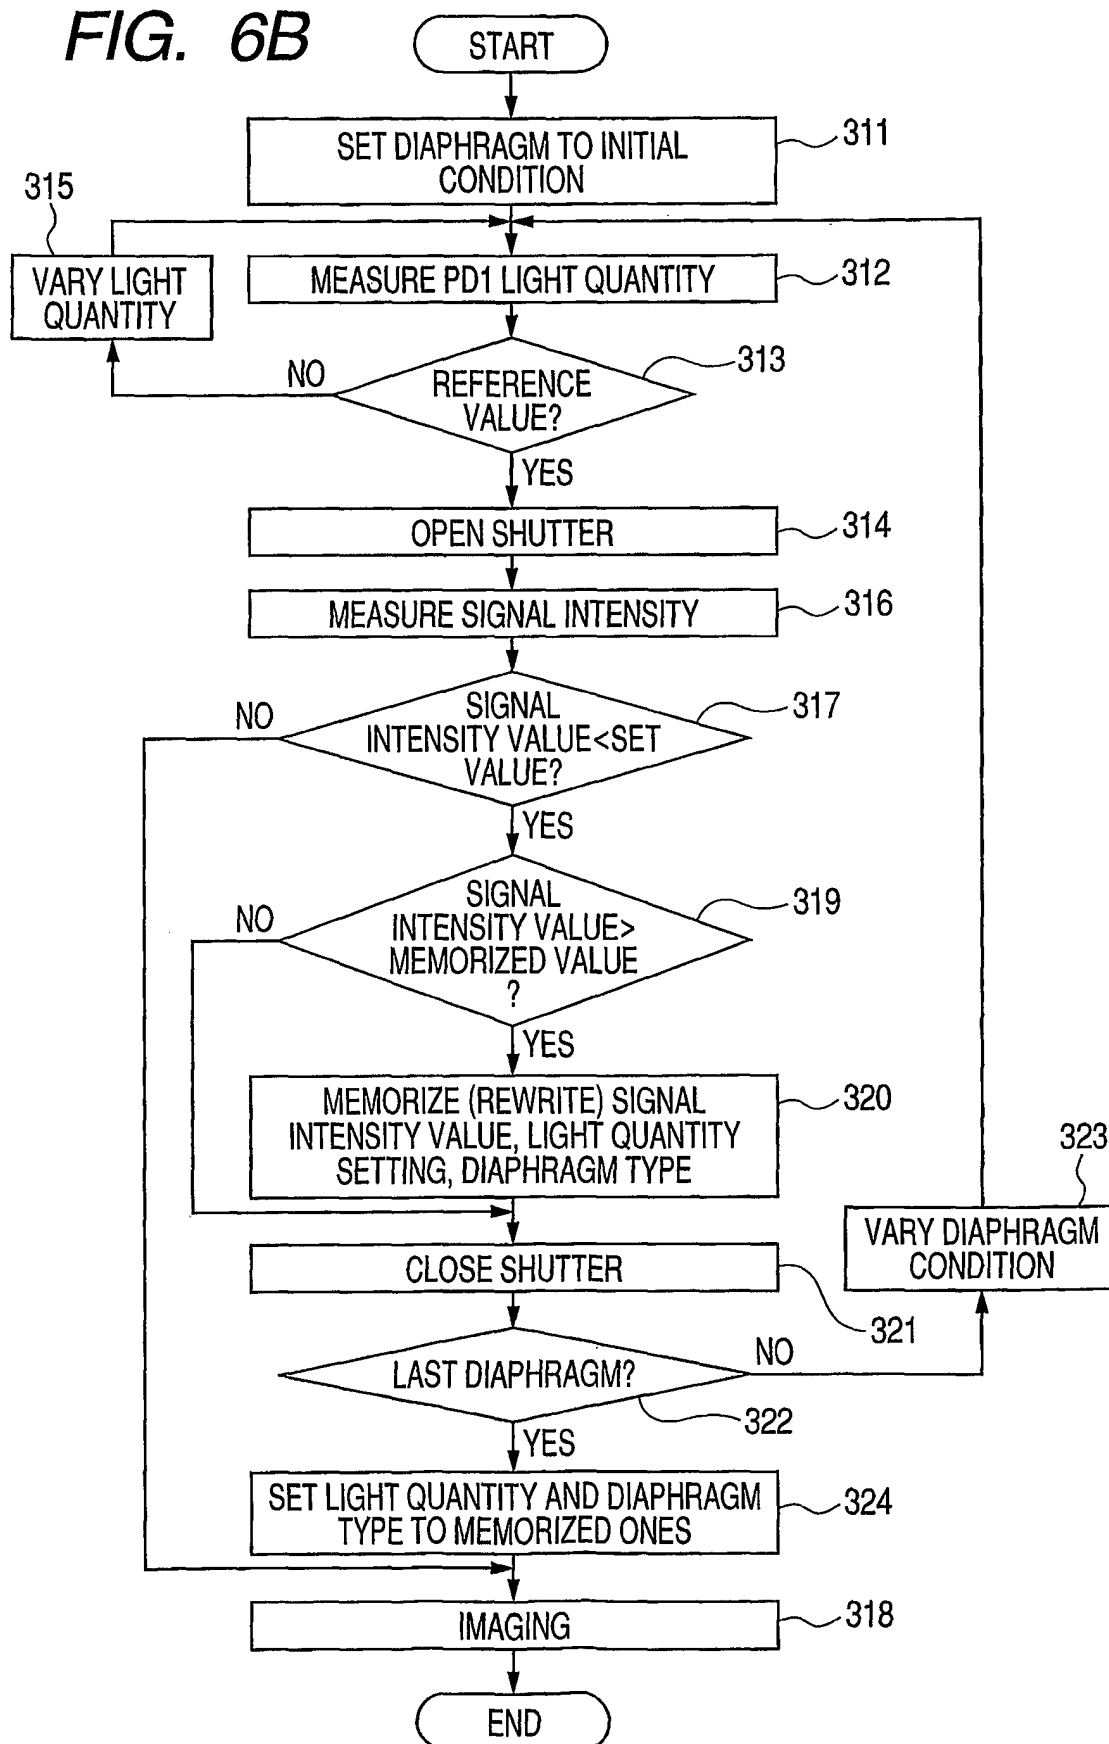 FIG. 6B
START
SET DIAPHRAGM TO INITIAL
CONDITION
311
315
VARY LIGHT
QUANTITY
MEASURE PD1 LIGHT QUANTITY
312
NO
REFERENCE
VALUE?
313
YES
OPEN SHUTTER
314
MEASURE SIGNAL INTENSITY
316
NO
SIGNAL
INTENSITY VALUE<SET
VALUE?
317
YES
NO
SIGNAL
INTENSITY VALUE>
MEMORIZED VALUE
?
319
YES
MEMORIZE (REWRITE) SIGNAL
INTENSITY VALUE, LIGHT QUANTITY
SETTING, DIAPHRAGM TYPE
320
323
VARY DIAPHRAGM
CONDITION
CLOSE SHUTTER
321
LAST DIAPHRAGM?
NO
322
YES
SET LIGHT QUANTITY AND DIAPHRAGM
TYPE TO MEMORIZED ONES
324
IMAGING
318
END